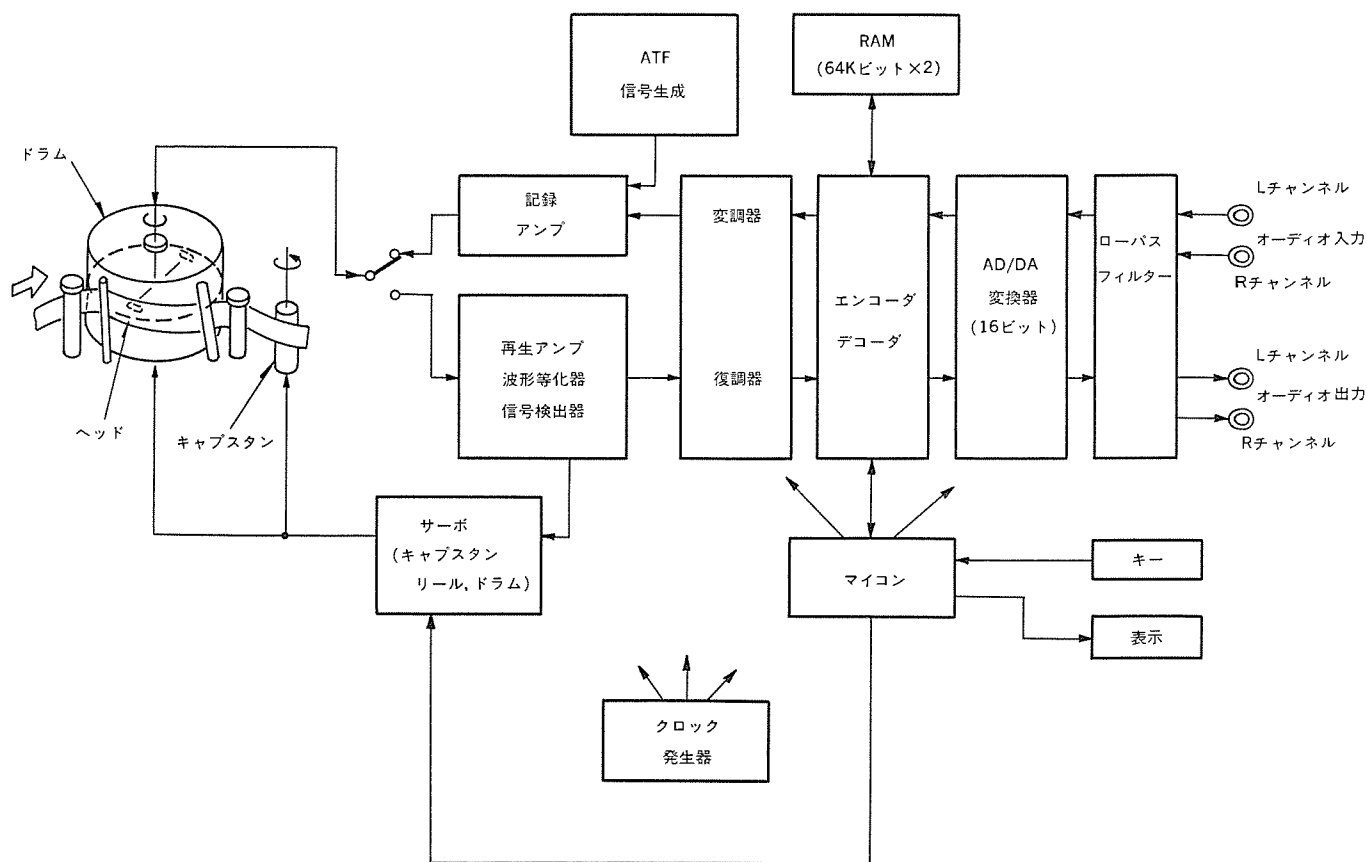 ATF
信号生成
RAM
(64Kビット×2)
ドラム
記録
アンプ
変調器
エンコーダ
デコーダ
AD/DA
変換器
(16ビット)
ローパス
フィルター
Lチャンネル
オーディオ入力
Rチャンネル
再生アンプ
波形等化器
信号検出器
復調器
Lチャンネル
オーディオ出力
Rチャンネル
ヘッド
キャプスタン
サーボ
(キャプスタン
リール,ドラム)
マイコン
キー
表示
クロック
発生器